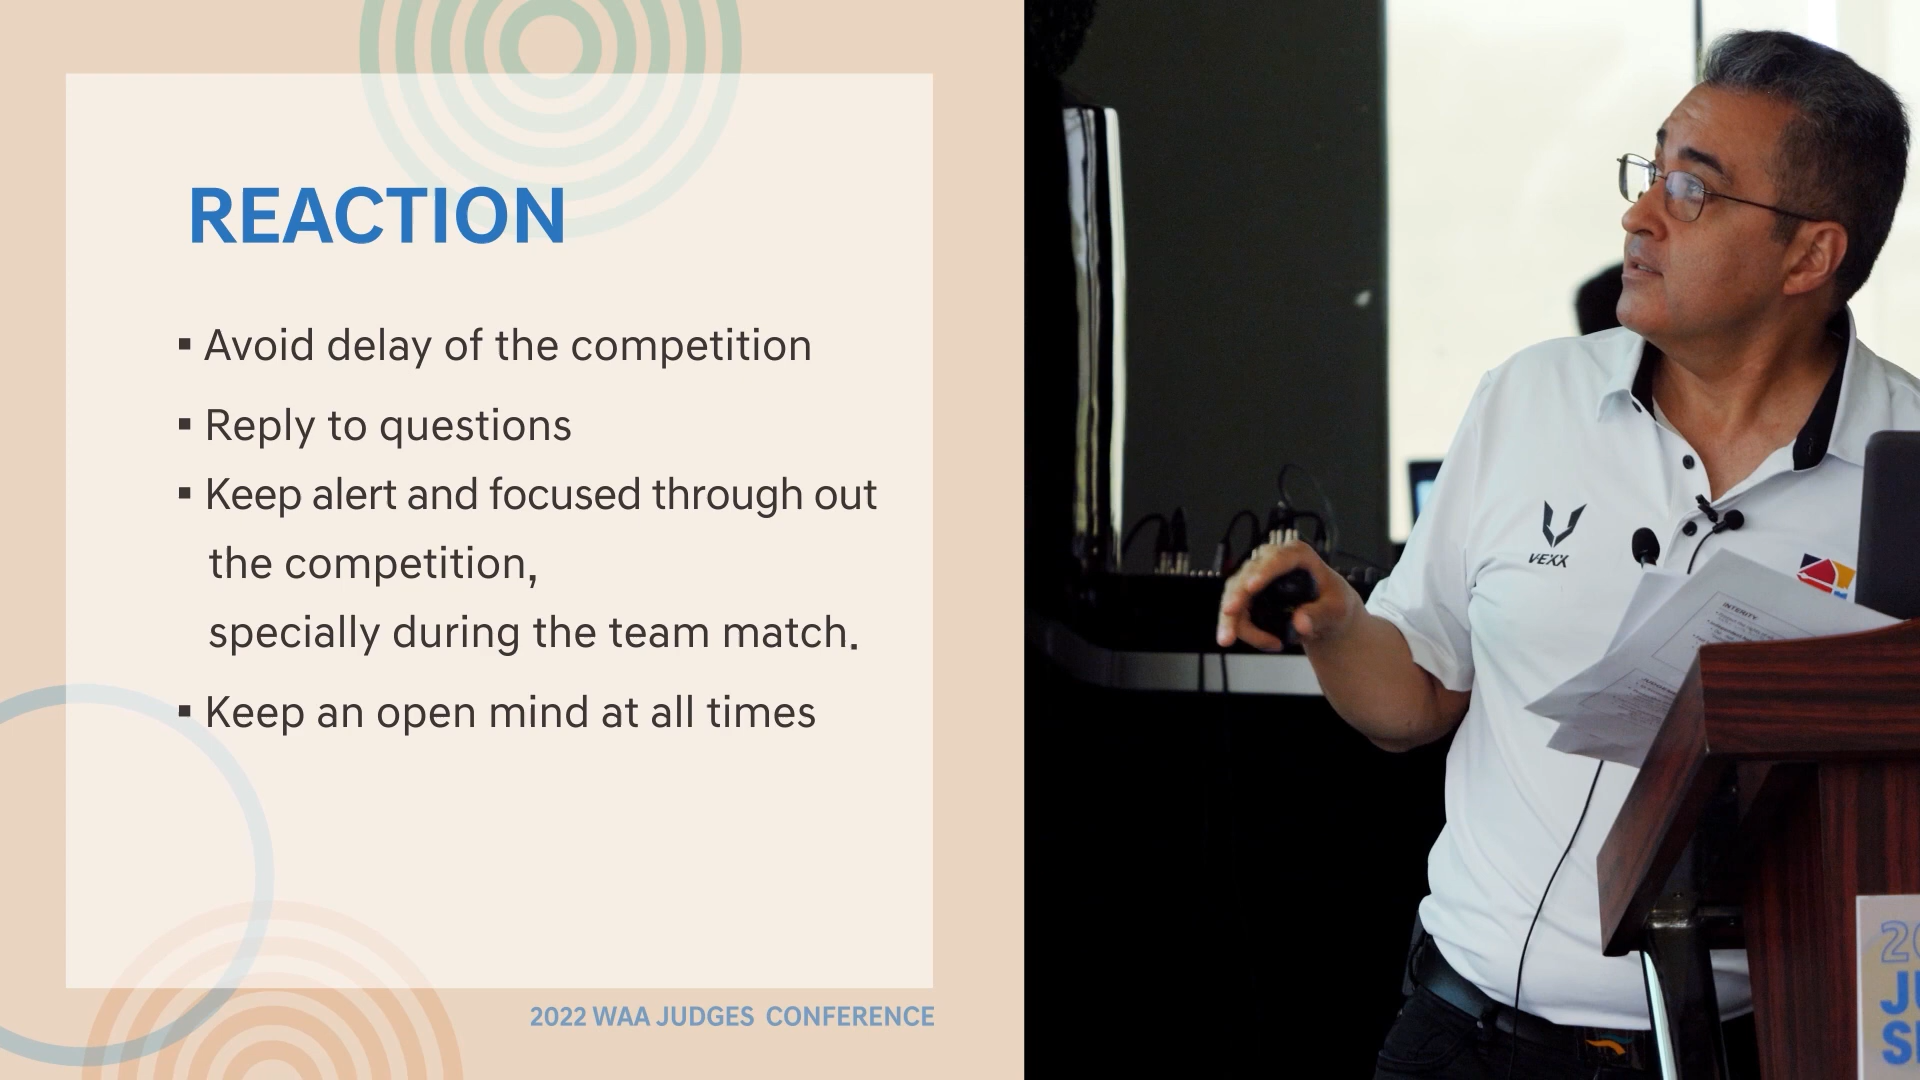 REACTION
▪ Avoid delay of the competition
▪ Reply to questions
▪ Keep alert and focused through out
the competition,
specially during the team match.
▪ Keep an open mind at all times
2022 WAA JUDGES CONFERENCE
VEXX
INTERITY